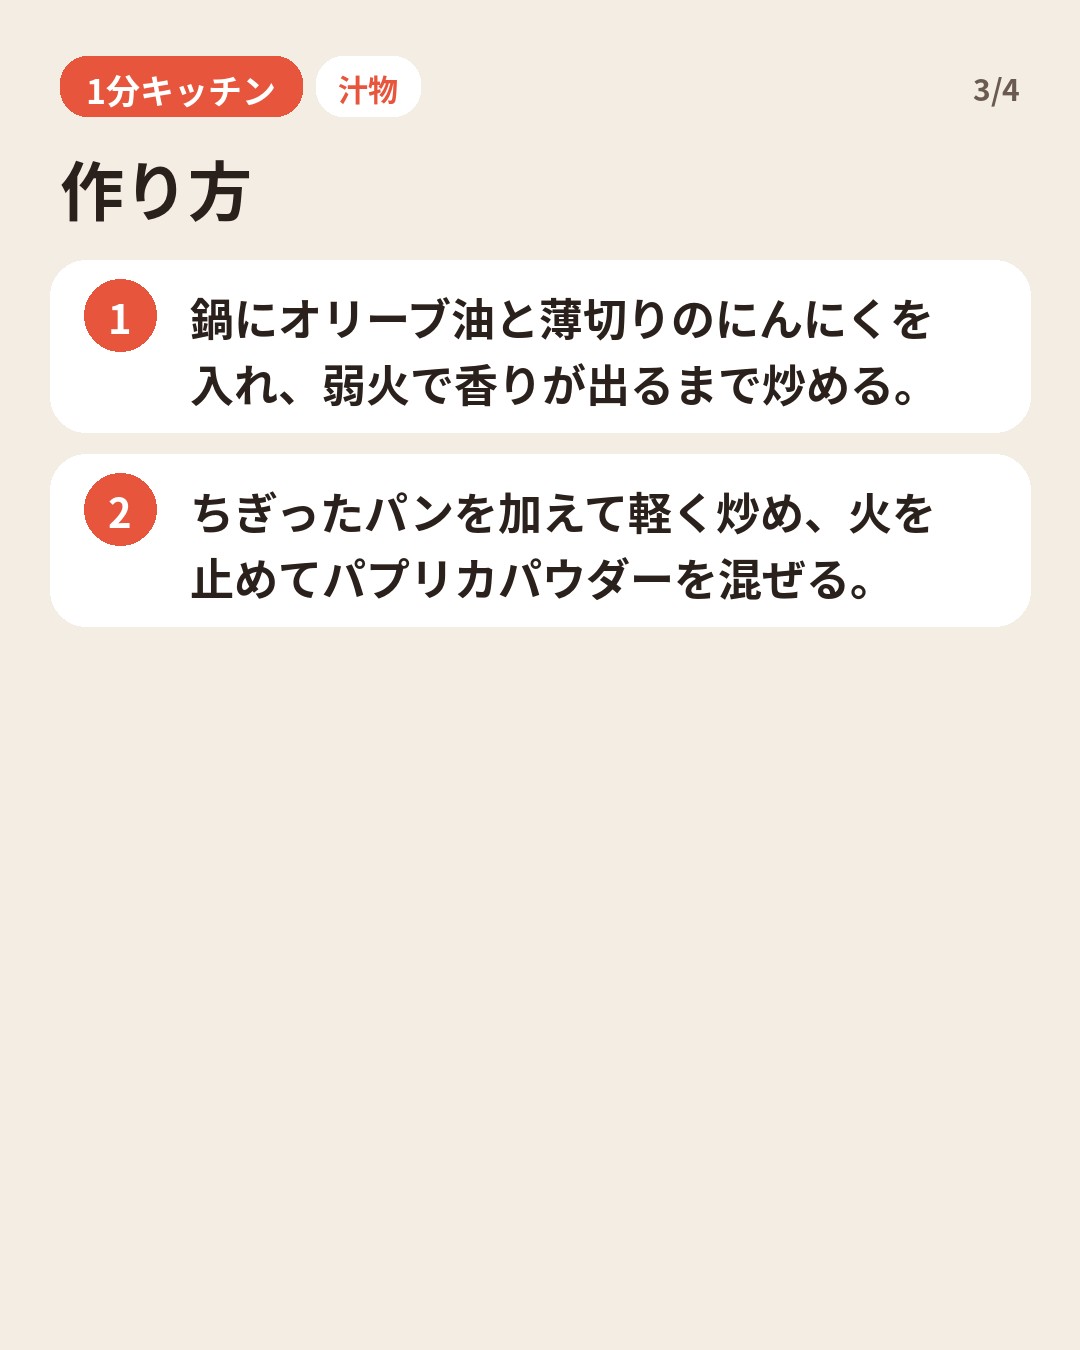 1分キッチン 汁物 3/4
作り方
1 鍋にオリーブ油と薄切りのにんにくを
入れ、弱火で香りが出るまで炒める。
2 ちぎったパンを加えて軽く炒め、火を
止めてパプリカパウダーを混ぜる。